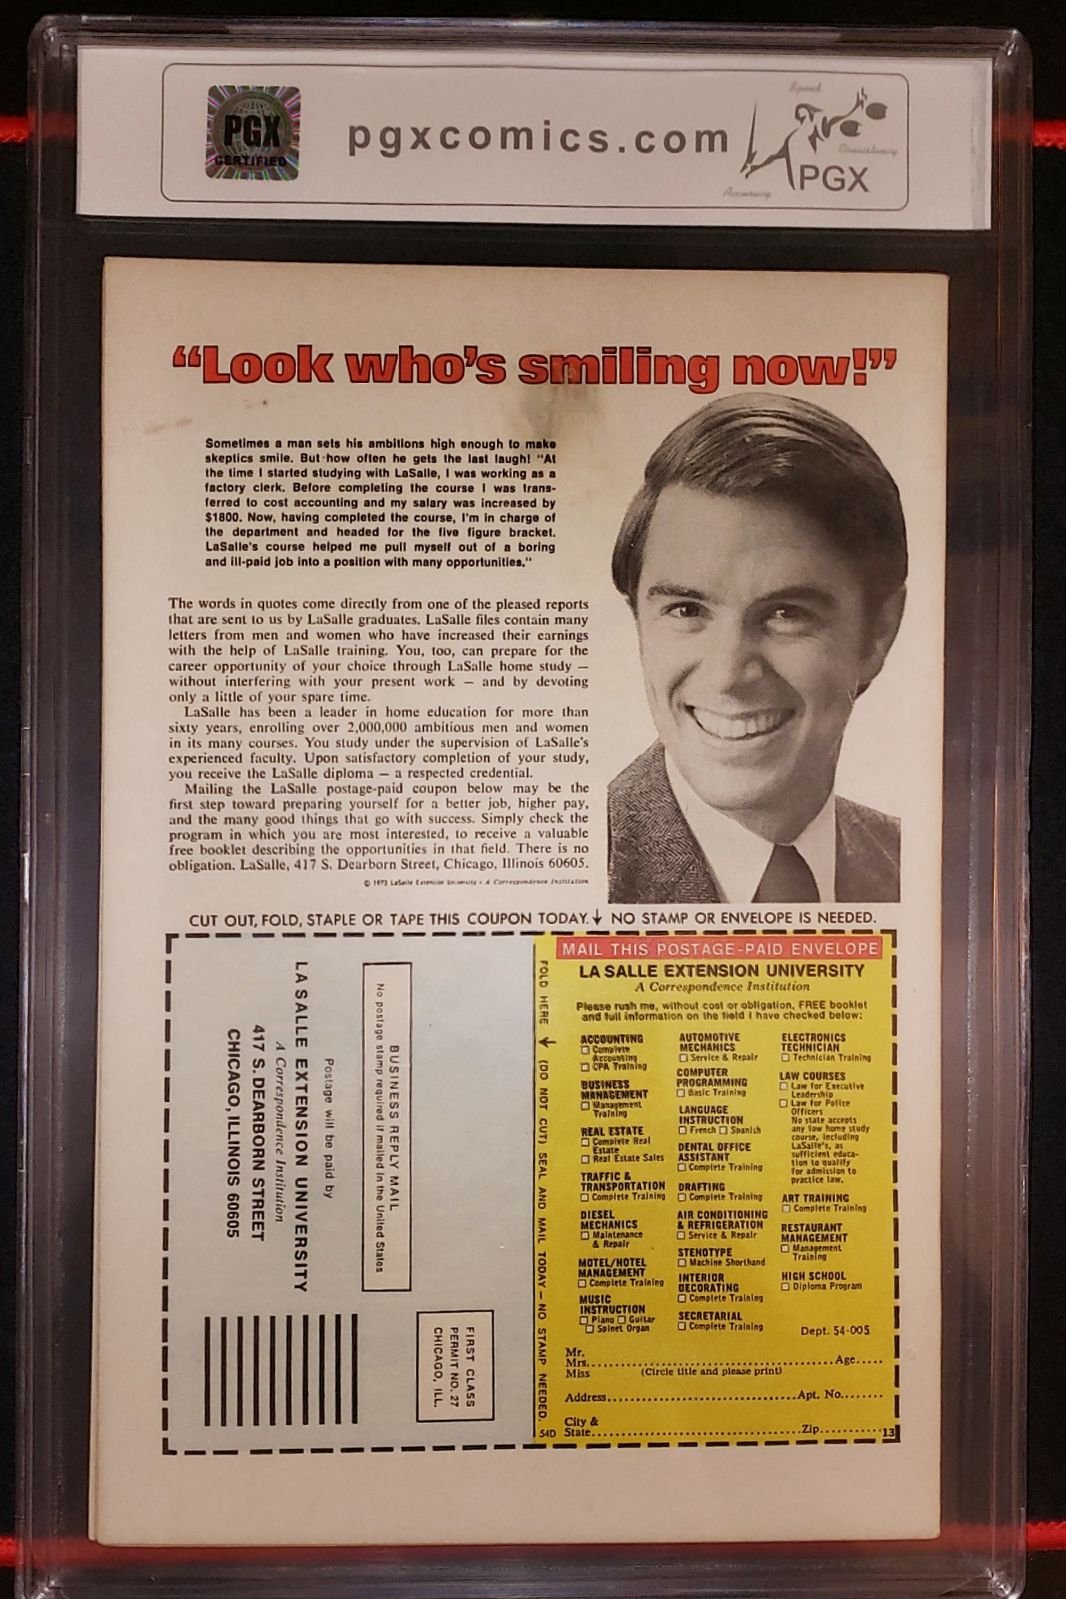 PGX
CERTIFIED
pgxcomics.com
Speed
Consistency
Accuracy
PGX
“Look who's smiling now!”
Sometimes a man sets his ambitions high enough to make
skeptics smile. But how often he gets the last laugh! “At
the time I started studying with LaSalle, I was working as a
factory clerk. Before completing the course I was trans-
ferred to cost accounting and my salary was increased by
$1800. Now, having completed the course, I'm in charge of
the department and headed for the five figure bracket.
LaSalle's course helped me pull myself out of a boring
and ill-paid job into a position with many opportunities.”
The words in quotes come directly from one of the pleased reports
that are sent to us by LaSalle graduates. LaSalle files contain many
letters from men and women who have increased their earnings
with the help of LaSalle training. You, too, can prepare for the
career opportunity of your choice through LaSalle home study —
without interfering with your present work — and by devoting
only a little of your spare time.
LaSalle has been a leader in home education for more than
sixty years, enrolling over 2,000,000 ambitious men and women
in its many courses. You study under the supervision of LaSalle's
experienced faculty. Upon satisfactory completion of your study,
you receive the LaSalle diploma — a respected credential.
Mailing the LaSalle postage-paid coupon below may be the
first step toward preparing yourself for a better job, higher pay,
and the many good things that go with success. Simply check the
program in which you are most interested, to receive a valuable
free booklet describing the opportunities in that field. There is no
obligation. LaSalle, 417 S. Dearborn Street, Chicago, Illinois 60605.
© 1973 LaSalle Extension University • A Correspondence Institution
CUT OUT, FOLD, STAPLE OR TAPE THIS COUPON TODAY. ↓ NO STAMP OR ENVELOPE IS NEEDED.
BUSINESS REPLY MAIL
No postage stamp required if mailed in the United States
Postage will be paid by
LA SALLE EXTENSION UNIVERSITY
A Correspondence Institution
417 S. DEARBORN STREET
CHICAGO, ILLINOIS 60605
FIRST CLASS
PERMIT NO. 27
CHICAGO, ILL.
FOLD HERE ↓ (DO NOT CUT) SEAL AND MAIL TODAY — NO STAMP NEEDED.
54D
MAIL THIS POSTAGE-PAID ENVELOPE
LA SALLE EXTENSION UNIVERSITY
A Correspondence Institution
Please rush me, without cost or obligation, FREE booklet
and full information on the field I have checked below:
ACCOUNTING
☐ Complete
Accounting
☐ CPA Training
BUSINESS
MANAGEMENT
☐ Management
Training
REAL ESTATE
☐ Complete Real
Estate
☐ Real Estate Sales
TRAFFIC &
TRANSPORTATION
☐ Complete Training
DIESEL
MECHANICS
☐ Maintenance
& Repair
MOTEL/HOTEL
MANAGEMENT
☐ Complete Training
MUSIC
INSTRUCTION
☐ Piano ☐ Guitar
☐ Spinet Organ
AUTOMOTIVE
MECHANICS
☐ Service & Repair
COMPUTER
PROGRAMMING
☐ Basic Training
LANGUAGE
INSTRUCTION
☐ French ☐ Spanish
DENTAL OFFICE
ASSISTANT
☐ Complete Training
DRAFTING
☐ Complete Training
AIR CONDITIONING
& REFRIGERATION
☐ Service & Repair
STENOTYPE
☐ Machine Shorthand
INTERIOR
DECORATING
☐ Complete Training
SECRETARIAL
☐ Complete Training
ELECTRONICS
TECHNICIAN
☐ Technician Training
LAW COURSES
☐ Law for Executive
Leadership
☐ Law for Police
Officers
No state accepts
any law home study
course, including
LaSalle's, as
sufficient educa-
tion to qualify
for admission to
practice law.
ART TRAINING
☐ Complete Training
RESTAURANT
MANAGEMENT
☐ Management
Training
HIGH SCHOOL
☐ Diploma Program
Dept. 54-005
Mr.
Mrs. Age
Miss (Circle title and please print)
Address Apt. No.
City &
State Zip 13